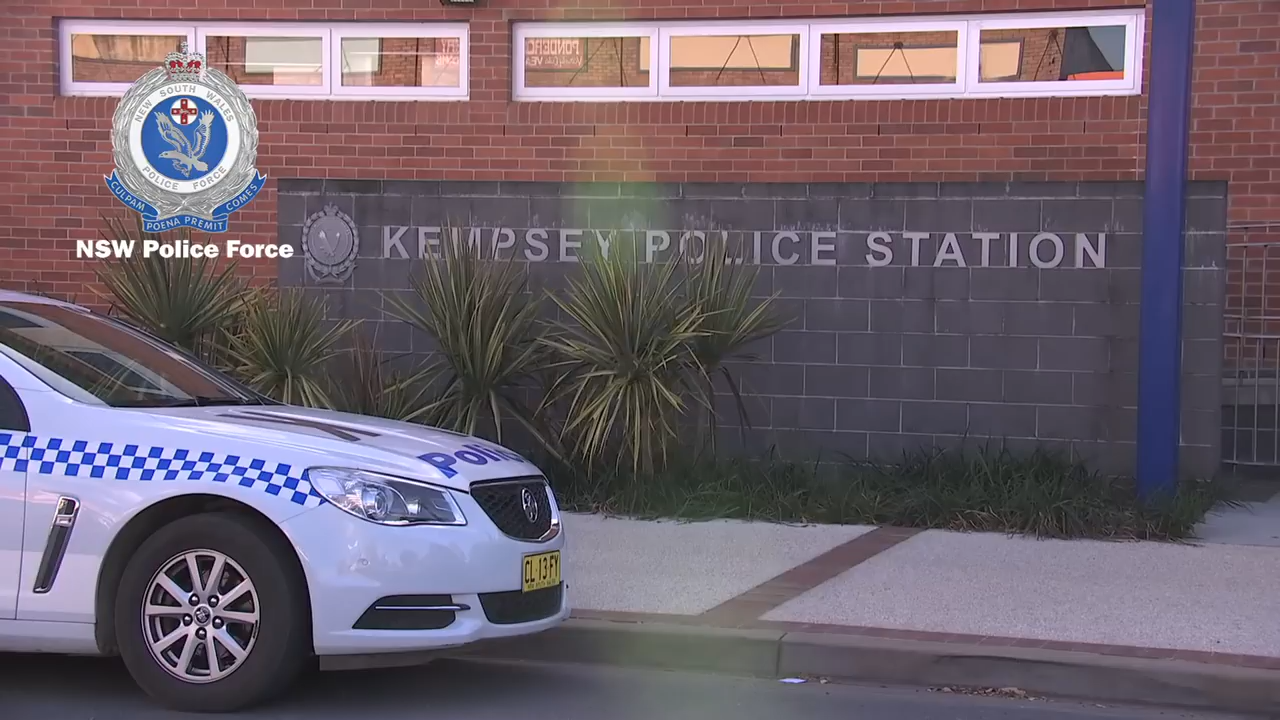 NEW SOUTH WALES
POLICE FORCE
CULPAM POENA PREMIT COMES
NSW Police Force
KEMPSEY POLICE STATION
Police
CL·13·FY